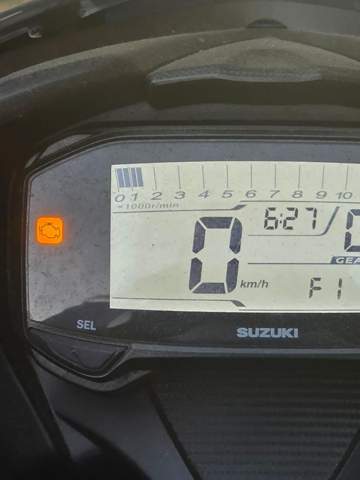 0 1 2 3 4 5 6 7 8 9 10
×1000r/min
6:27
0
km/h
GEA
FI
SEL
SUZUKI